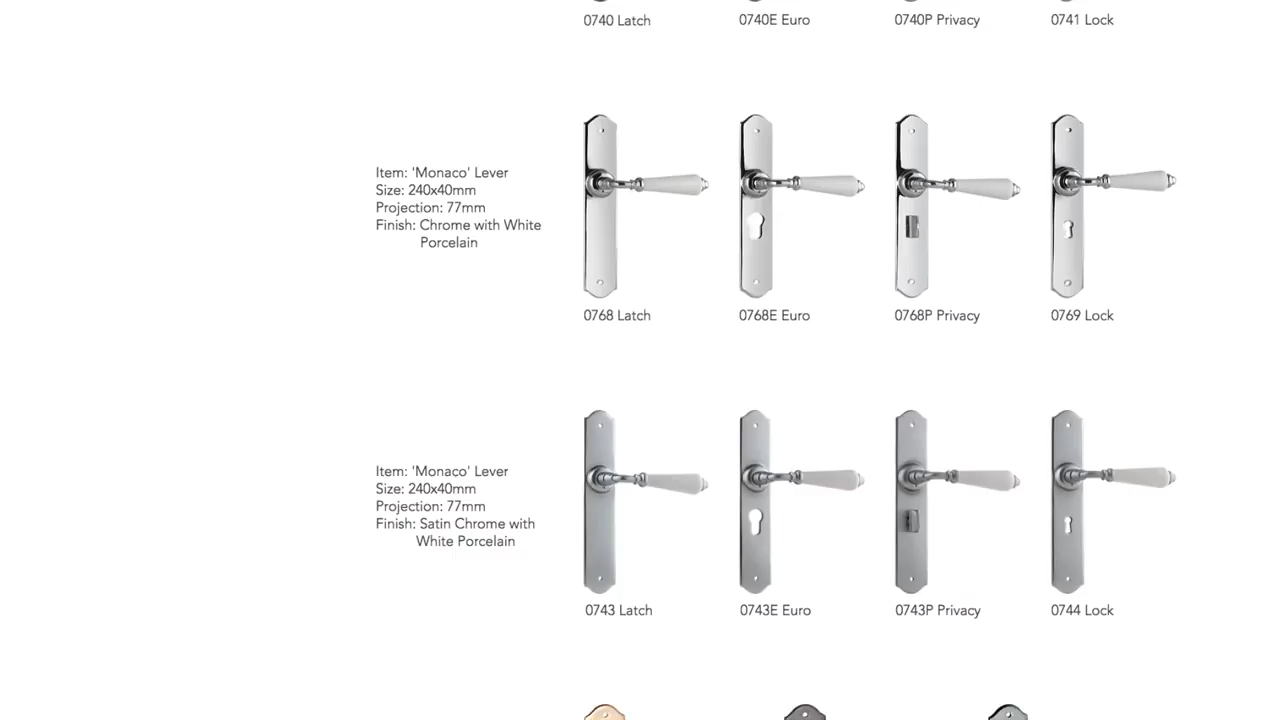 0740 Latch 0740E Euro 0740P Privacy 0741 Lock
Item: 'Monaco' Lever
Size: 240x40mm
Projection: 77mm
Finish: Chrome with White
Porcelain
0768 Latch 0768E Euro 0768P Privacy 0769 Lock
Item: 'Monaco' Lever
Size: 240x40mm
Projection: 77mm
Finish: Satin Chrome with
White Porcelain
0743 Latch 0743E Euro 0743P Privacy 0744 Lock